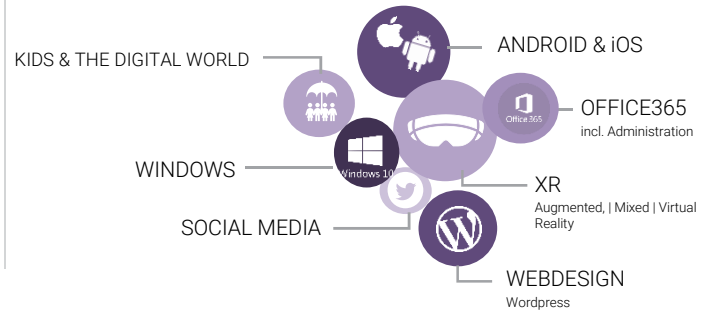 ANDROID & iOS
KIDS & THE DIGITAL WORLD
OFFICE365
incl. Administration
Office 365
WINDOWS
Windows 10
XR
Augmented, | Mixed | Virtual
Reality
SOCIAL MEDIA
WEBDESIGN
Wordpress